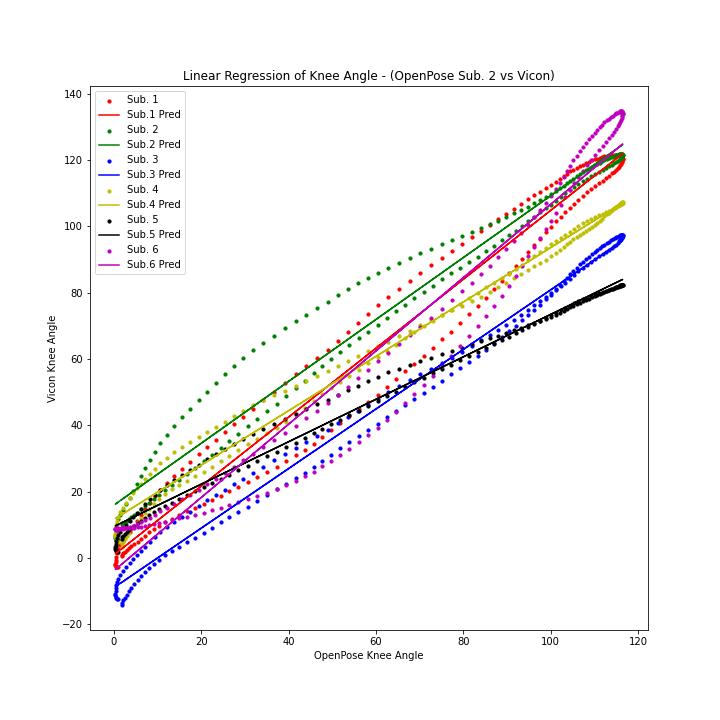 Linear Regression of Knee Angle - (OpenPose Sub. 2 vs Vicon)
140
120
100
80
60
40
20
0
−20
Vicon Knee Angle
Sub. 1
Sub.1 Pred
Sub. 2
Sub.2 Pred
Sub. 3
Sub.3 Pred
Sub. 4
Sub.4 Pred
Sub. 5
Sub.5 Pred
Sub. 6
Sub.6 Pred
0 20 40 60 80 100 120
OpenPose Knee Angle